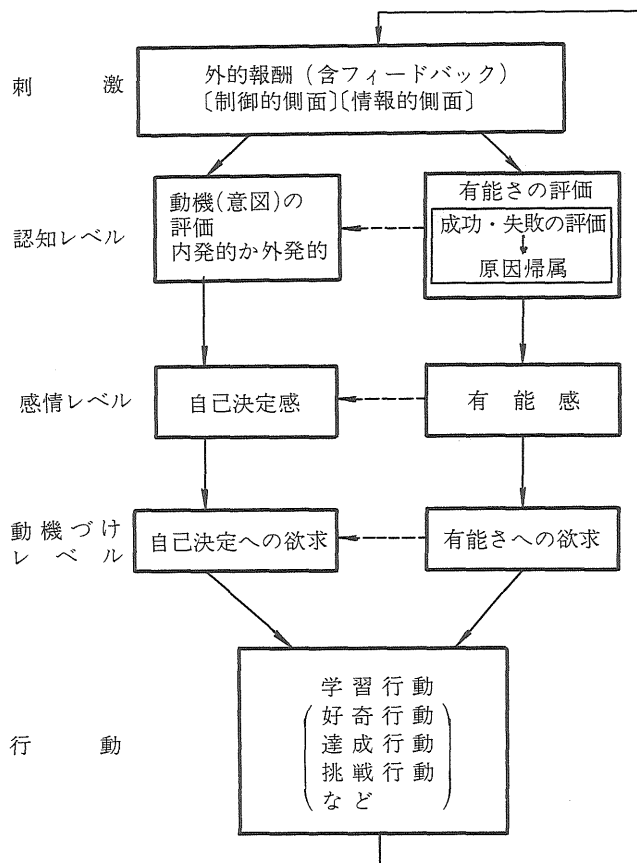 刺激
外的報酬(含フィードバック)
〔制御的側面〕〔情報的側面〕
認知レベル
動機(意図)の
評価
内発的か外発的
有能さの評価
成功・失敗の評価
原因帰属
感情レベル
自己決定感
有能感
動機づけ
レベル
自己決定への欲求
有能さへの欲求
行動
学習行動
好奇行動
達成行動
挑戦行動
など